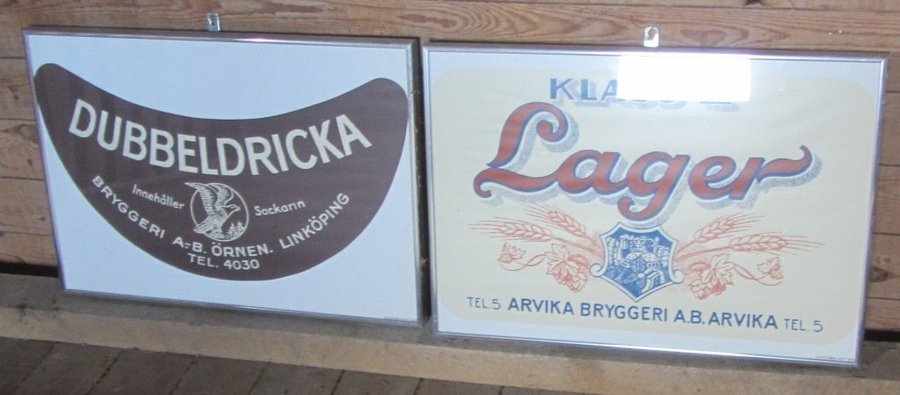 DUBBELDRICKA
Innehåller Sackarin
BRYGGERI A.-B. ÖRNEN. LINKÖPING
TEL. 4030
Lager
TEL. 5 ARVIKA BRYGGERI A.B. ARVIKA TEL. 5